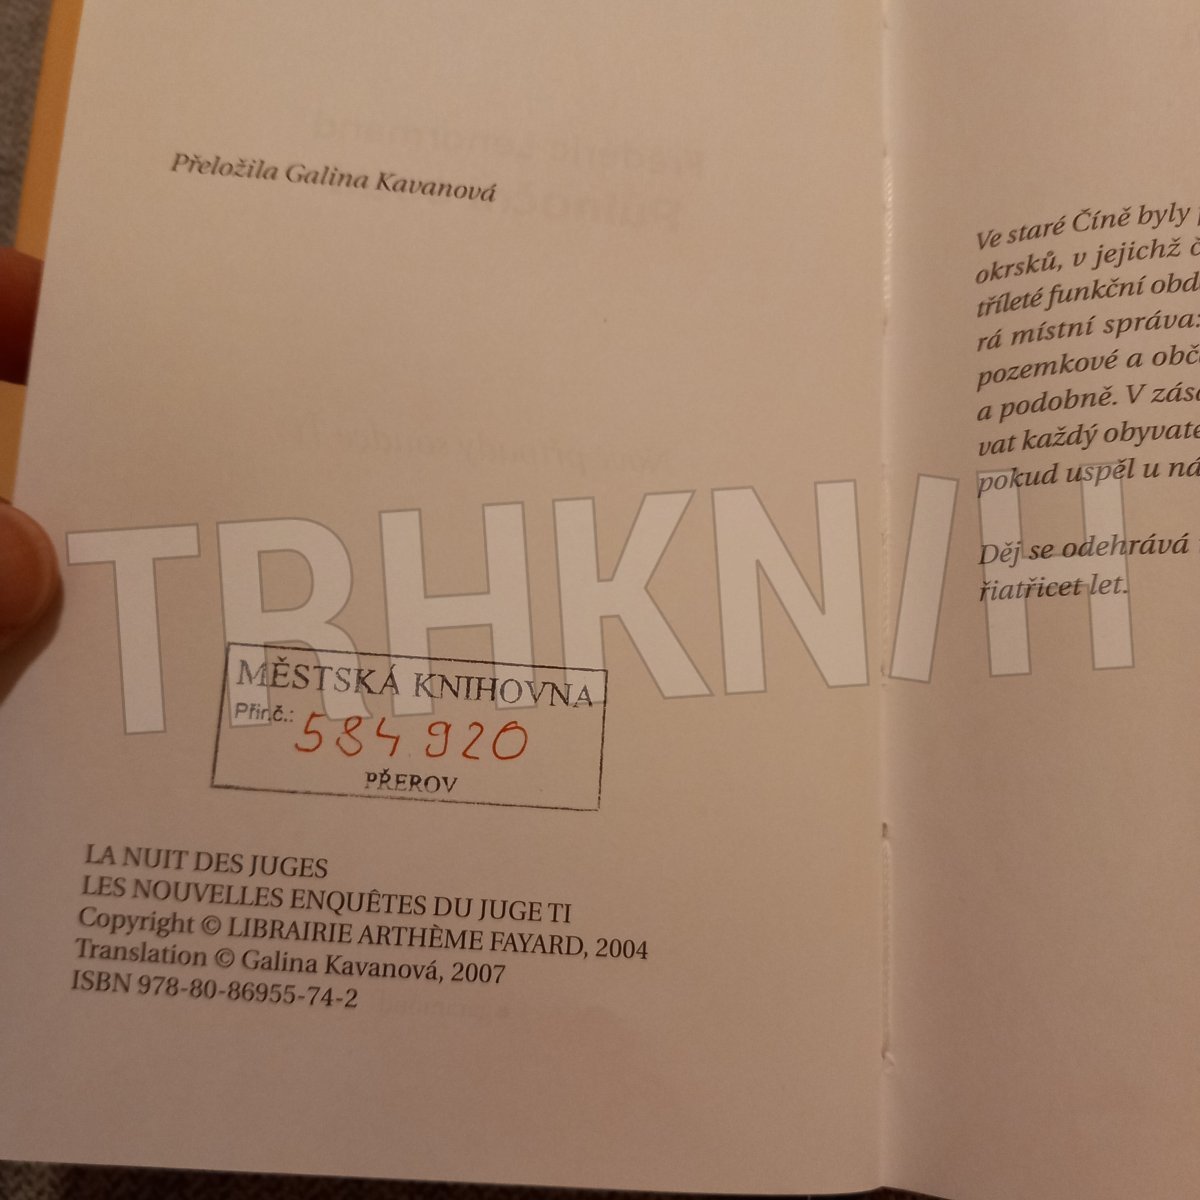 Přeložila Galina Kavanová
TRHKNIH
MĚSTSKÁ KNIHOVNA
Přír.č.: 584 920
PŘEROV
LA NUIT DES JUGES
LES NOUVELLES ENQUÊTES DU JUGE TI
Copyright © LIBRAIRIE ARTHÈME FAYARD, 2004
Translation © Galina Kavanová, 2007
ISBN 978-80-86955-74-2
Ve staré Číně byly
okrsků, v jejichž
tříleté funkční obd
rá místní správa:
pozemkové a obč
a podobně. V zás
vat každý obyvate
pokud uspěl u ná
Děj se odehrává
řiatřicet let.